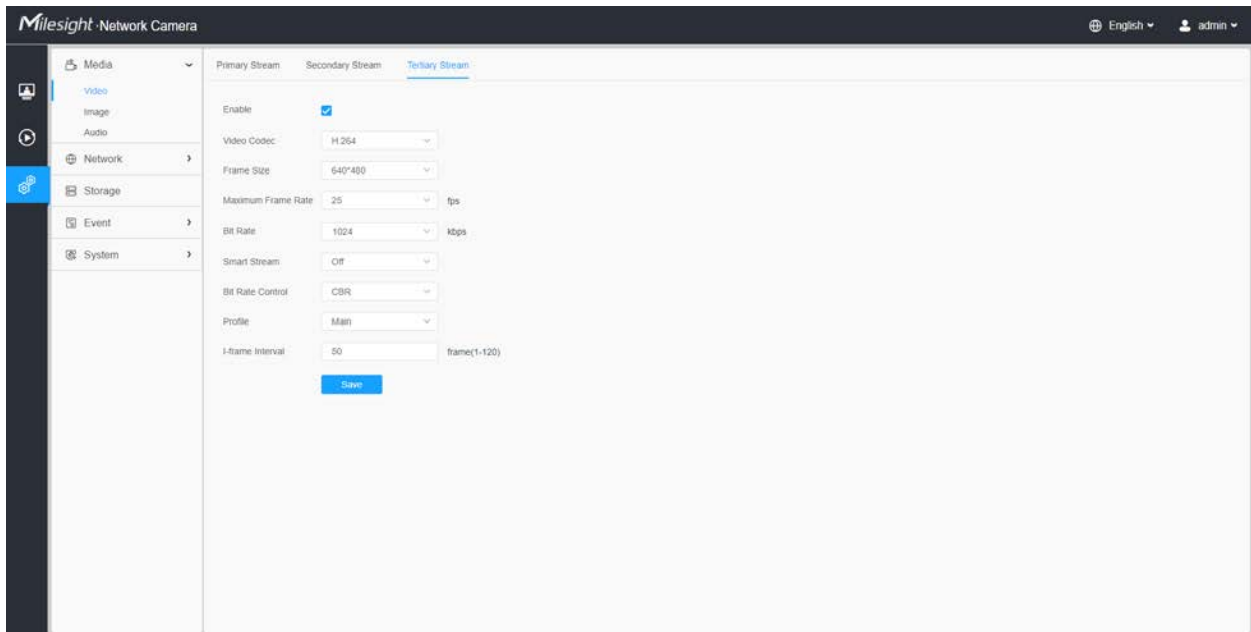 Milesight · Network Camera
English
admin
Media
Video
Image
Audio
Network
Storage
Event
System
Primary Stream Secondary Stream Tertiary Stream
Enable
Video Codec H.264
Frame Size 640*480
Maximum Frame Rate 25 fps
Bit Rate 1024 kbps
Smart Stream Off
Bit Rate Control CBR
Profile Main
I-frame Interval 50 frame(1-120)
Save